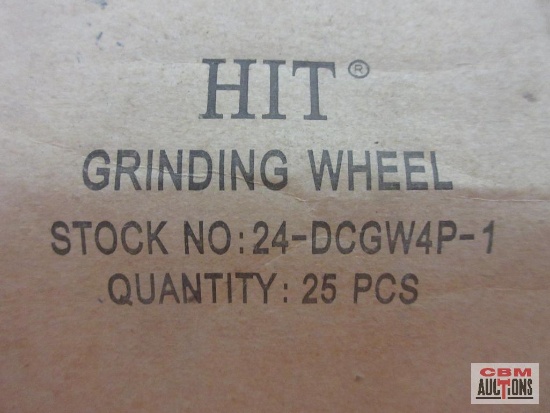 HIT®
GRINDING WHEEL
STOCK NO: 24-DCGW4P-1
QUANTITY: 25 PCS
CBM
AUCTIONS